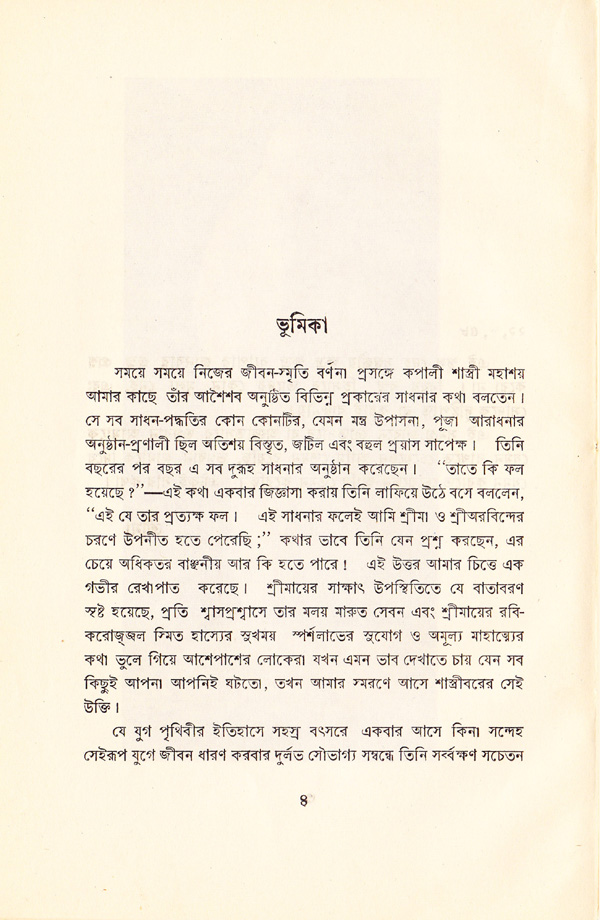 ভূমিকা
সময়ে সময়ে নিজের জীবন-স্মৃতি বর্ণনা প্রসঙ্গে কপালী শাস্ত্রী মহাশয়
আমার কাছে তাঁর আশৈশব অনুষ্ঠিত বিভিন্ন প্রকারের সাধনার কথা বলতেন।
সে সব সাধন-পদ্ধতির কোন কোনটির, যেমন মন্ত্র উপাসনা, পূজা আরাধনার
অনুষ্ঠান-প্রণালী ছিল অতিশয় বিস্তৃত, জটিল এবং বহুল প্রয়াস সাপেক্ষ। তিনি
বছরের পর বছর এ সব দুরূহ সাধনার অনুষ্ঠান করেছেন। “তাতে কি ফল
হয়েছে ?”—এই কথা একবার জিজ্ঞাসা করায় তিনি লাফিয়ে উঠে বসে বললেন,
“এই যে তার প্রত্যক্ষ ফল। এই সাধনার ফলেই আমি শ্রীমা ও শ্রীঅরবিন্দের
চরণে উপনীত হতে পেরেছি ;” কথার ভাবে তিনি যেন প্রশ্ন করছেন, এর
চেয়ে অধিকতর বাঞ্ছনীয় আর কি হতে পারে! এই উত্তর আমার চিত্তে এক
গভীর রেখাপাত করেছে। শ্রীমায়ের সাক্ষাৎ উপস্থিতিতে যে বাতাবরণ
সৃষ্ট হয়েছে, প্রতি শ্বাসপ্রশ্বাসে তার মলয় মারুত সেবন এবং শ্রীমায়ের রবি-
করোজ্জল স্মিত হাস্যের সুখময় স্পর্শলাভের সুযোগ ও অমূল্য মাহাত্ম্যের
কথা ভুলে গিয়ে আশেপাশের লোকেরা যখন এমন ভাব দেখাতে চায় যেন সব
কিছুই আপনা আপনিই ঘটতো, তখন আমার স্মরণে আসে শাস্ত্রীবরের সেই
উক্তি।
যে যুগ পৃথিবীর ইতিহাসে সহস্র বৎসরে একবার আসে কিনা সন্দেহ
সেইরূপ যুগে জীবন ধারণ করবার দুর্লভ সৌভাগ্য সম্বন্ধে তিনি সর্ব্বক্ষণ সচেতন
৪